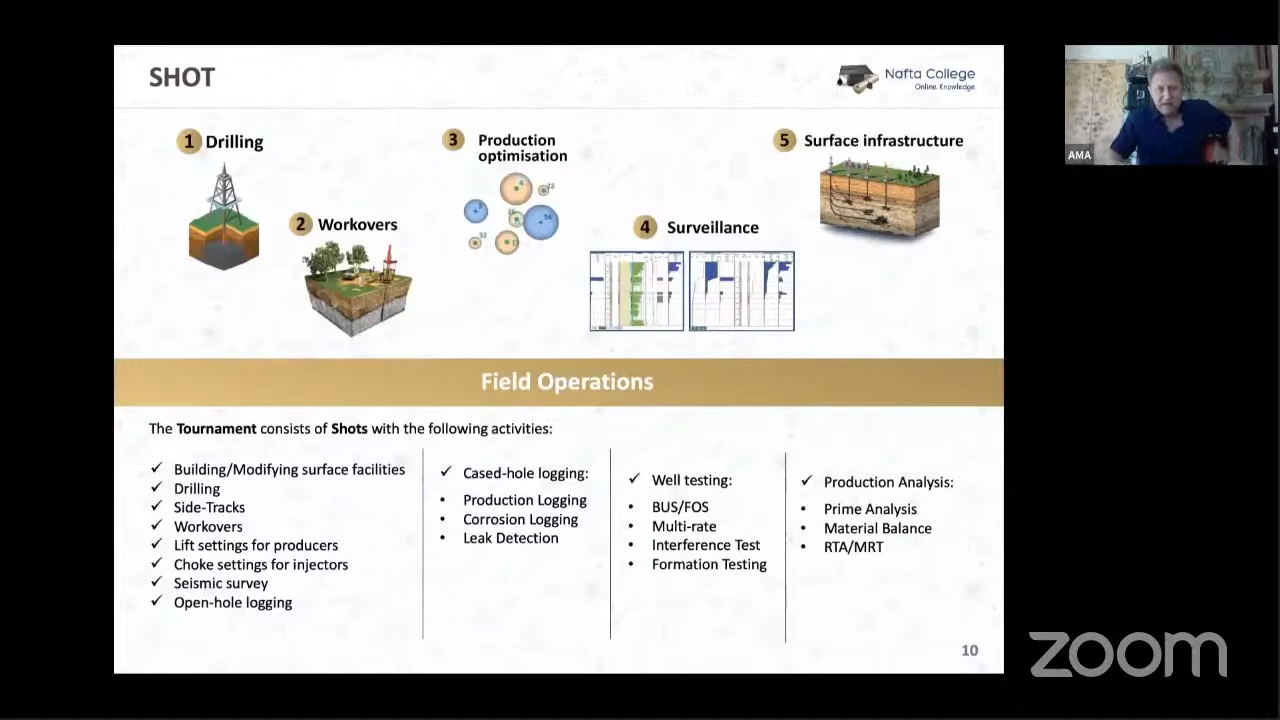 SHOT
Nafta College
Online Knowledge
1 Drilling
2 Workovers
3 Production
optimisation
4 Surveillance
5 Surface infrastructure
Field Operations
The Tournament consists of Shots with the following activities:
✓ Building/Modifying surface facilities
✓ Drilling
✓ Side-Tracks
✓ Workovers
✓ Lift settings for producers
✓ Choke settings for injectors
✓ Seismic survey
✓ Open-hole logging
✓ Cased-hole logging:
• Production Logging
• Corrosion Logging
• Leak Detection
✓ Well testing:
• BUS/FOS
• Multi-rate
• Interference Test
• Formation Testing
✓ Production Analysis:
• Prime Analysis
• Material Balance
• RTA/MRT
10
AMA
zoom